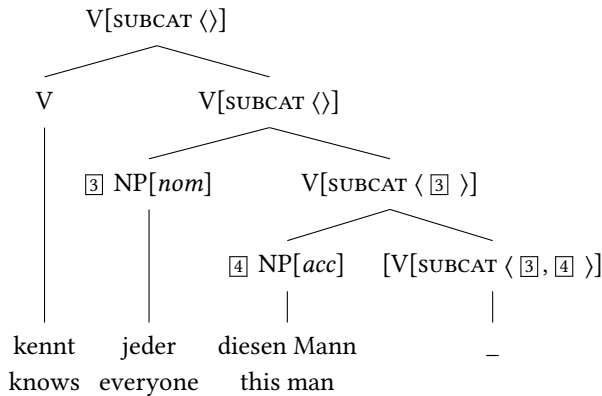 V[SUBCAT ⟨⟩]
V V[SUBCAT ⟨⟩]
3 NP[nom] V[SUBCAT ⟨ 3 ⟩]
4 NP[acc] [V[SUBCAT ⟨ 3, 4 ⟩]
kennt jeder diesen Mann _
knows everyone this man